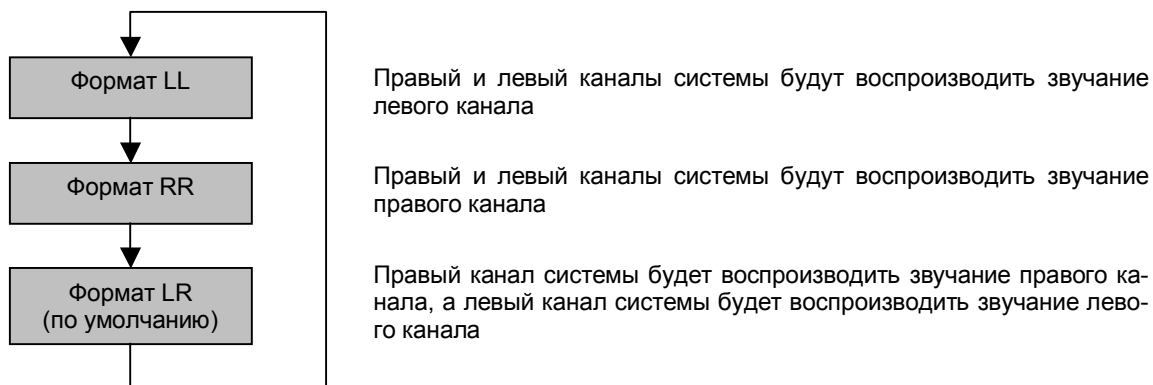 Формат LL
Правый и левый каналы системы будут воспроизводить звучание
левого канала
Формат RR
Правый и левый каналы системы будут воспроизводить звучание
правого канала
Формат LR
(по умолчанию)
Правый канал системы будет воспроизводить звучание правого ка-
нала, а левый канал системы будет воспроизводить звучание лево-
го канала